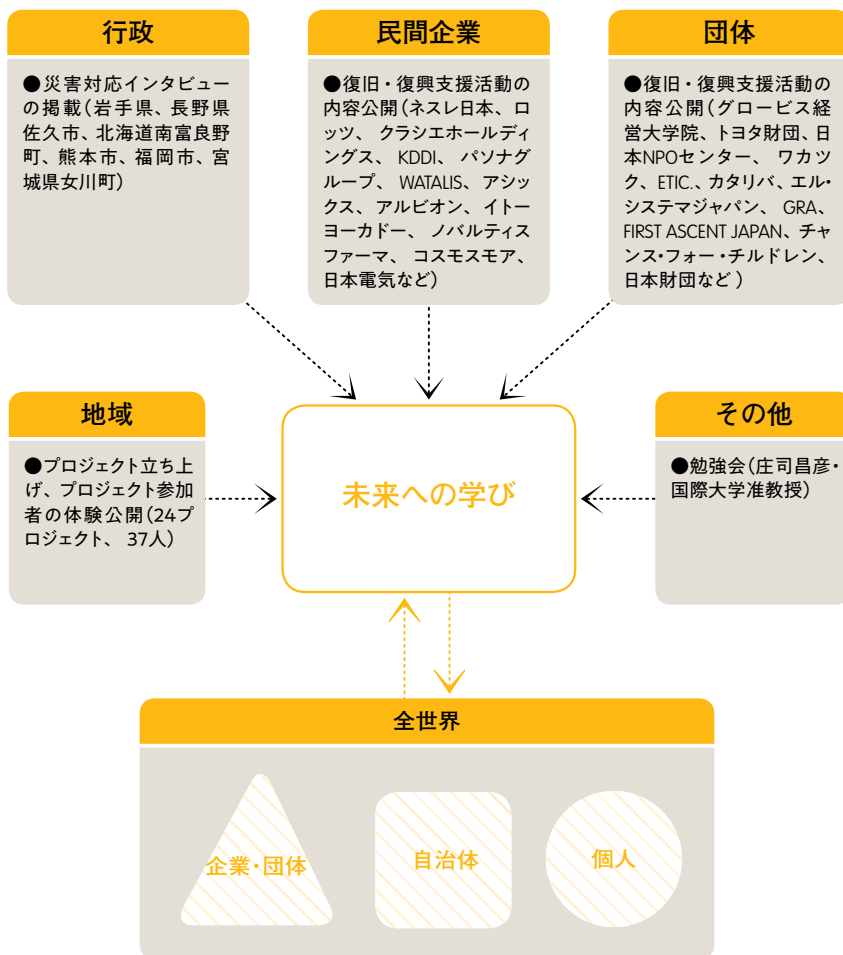 行政
●災害対応インタビュー
の掲載(岩手県、長野県
佐久市、北海道南富良野
町、熊本市、福岡市、宮
城県女川町)
民間企業
●復旧・復興支援活動の
内容公開(ネスレ日本、ロ
ッツ、 クラシエホールディ
ングス、 KDDI、 パソナグ
ループ、 WATALIS、アシッ
クス、アルビオン、イトー
ヨーカドー、 ノバルティス
ファーマ、 コスモスモア、
日本電気など)
団体
●復旧・復興支援活動の
内容公開(グロービス経
営大学院、トヨタ財団、日
本NPOセンター、 ワカツ
ク、ETIC.、カタリバ、エル・
システマジャパン、 GRA、
FIRST ASCENT JAPAN、チャ
ンス・フォー・チルドレン、
日本財団など )
地域
●プロジェクト立ち上
げ、プロジェクト参加
者の体験公開(24プ
ロジェクト、 37人)
未来への学び
その他
●勉強会(庄司昌彦・
国際大学准教授)
全世界
企業・団体
自治体
個人